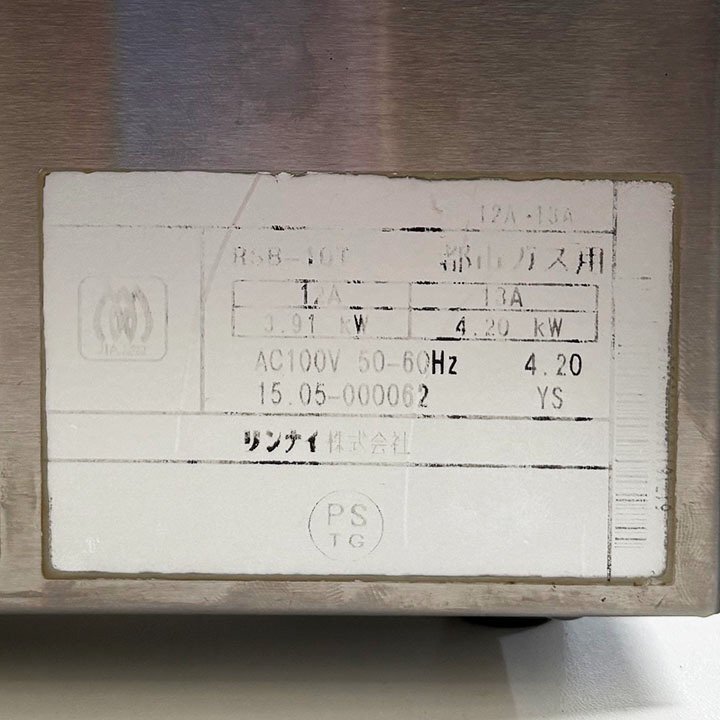 12A・13A
RSB-10T 都市ガス用
12A 13A
3.91 kW 4.20 kW
AC100V 50-60Hz 4.20
15.05-000062 YS
リンナイ株式会社
PS
TG